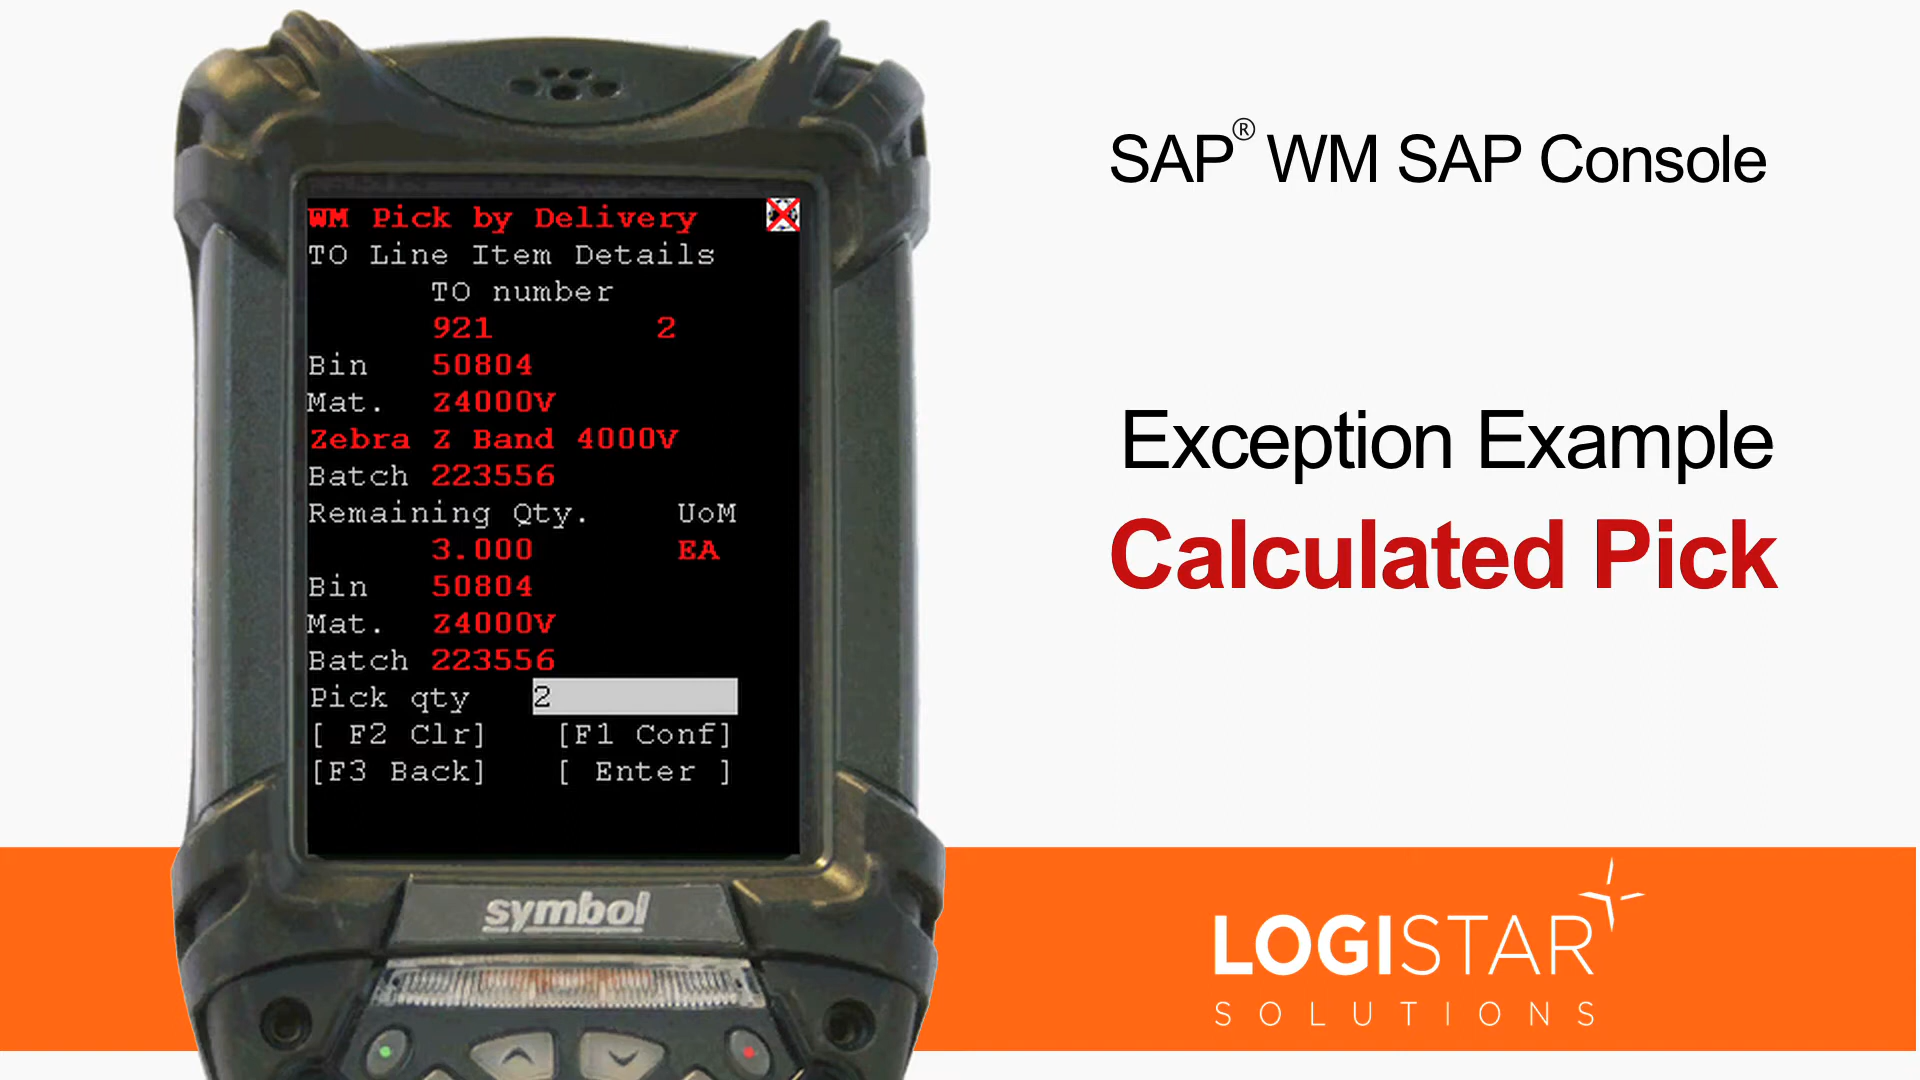 WM Pick by Delivery
TO Line Item Details
TO number
921 2
Bin 50804
Mat. Z4000V
Zebra Z Band 4000V
Batch 223556
Remaining Qty. UoM
3.000 EA
Bin 50804
Mat. Z4000V
Batch 223556
Pick qty 2
[ F2 Clr] [F1 Conf]
[F3 Back] [ Enter ]
symbol
SAP® WM SAP Console
Exception Example
Calculated Pick
LOGISTAR
SOLUTIONS